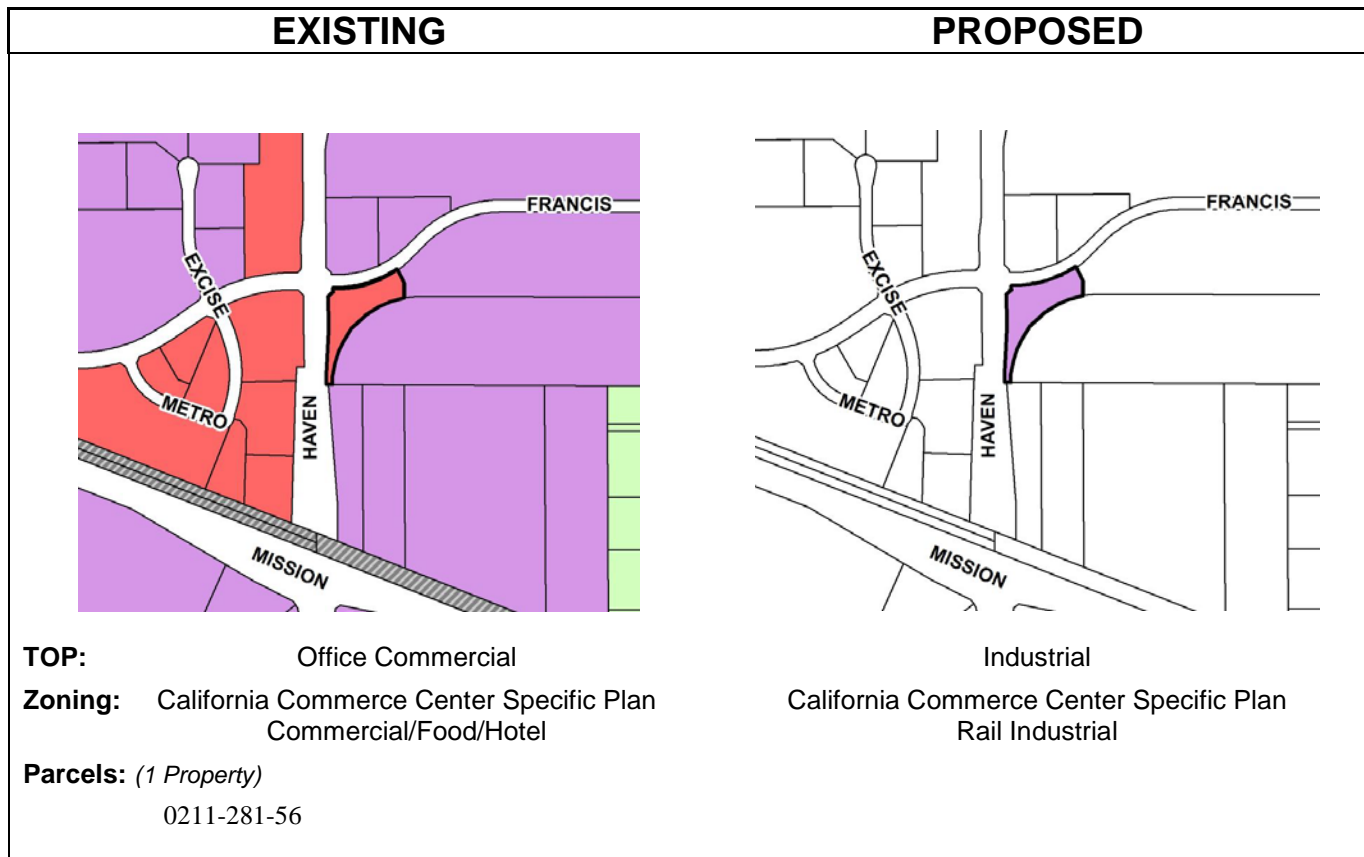 EXISTING PROPOSED
FRANCIS
EXCISE
METRO
HAVEN
MISSION
FRANCIS
EXCISE
METRO
HAVEN
MISSION
TOP: Office Commercial Industrial
Zoning: California Commerce Center Specific Plan California Commerce Center Specific Plan
Commercial/Food/Hotel Rail Industrial
Parcels: (1 Property)
0211-281-56